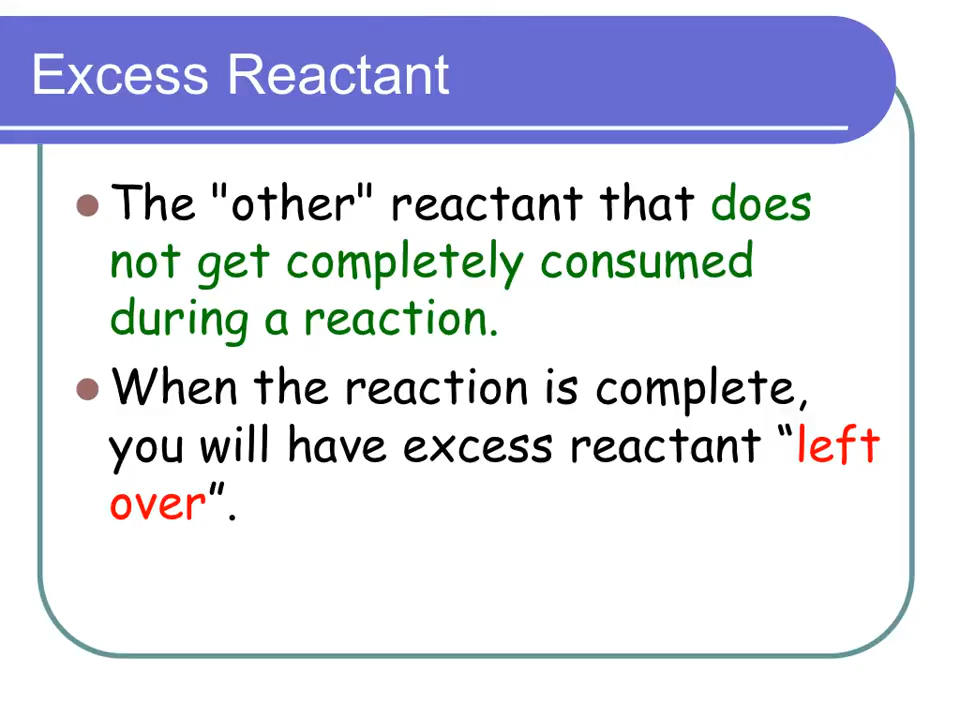 Excess Reactant
The "other" reactant that does
not get completely consumed
during a reaction.
When the reaction is complete,
you will have excess reactant “left
over”.